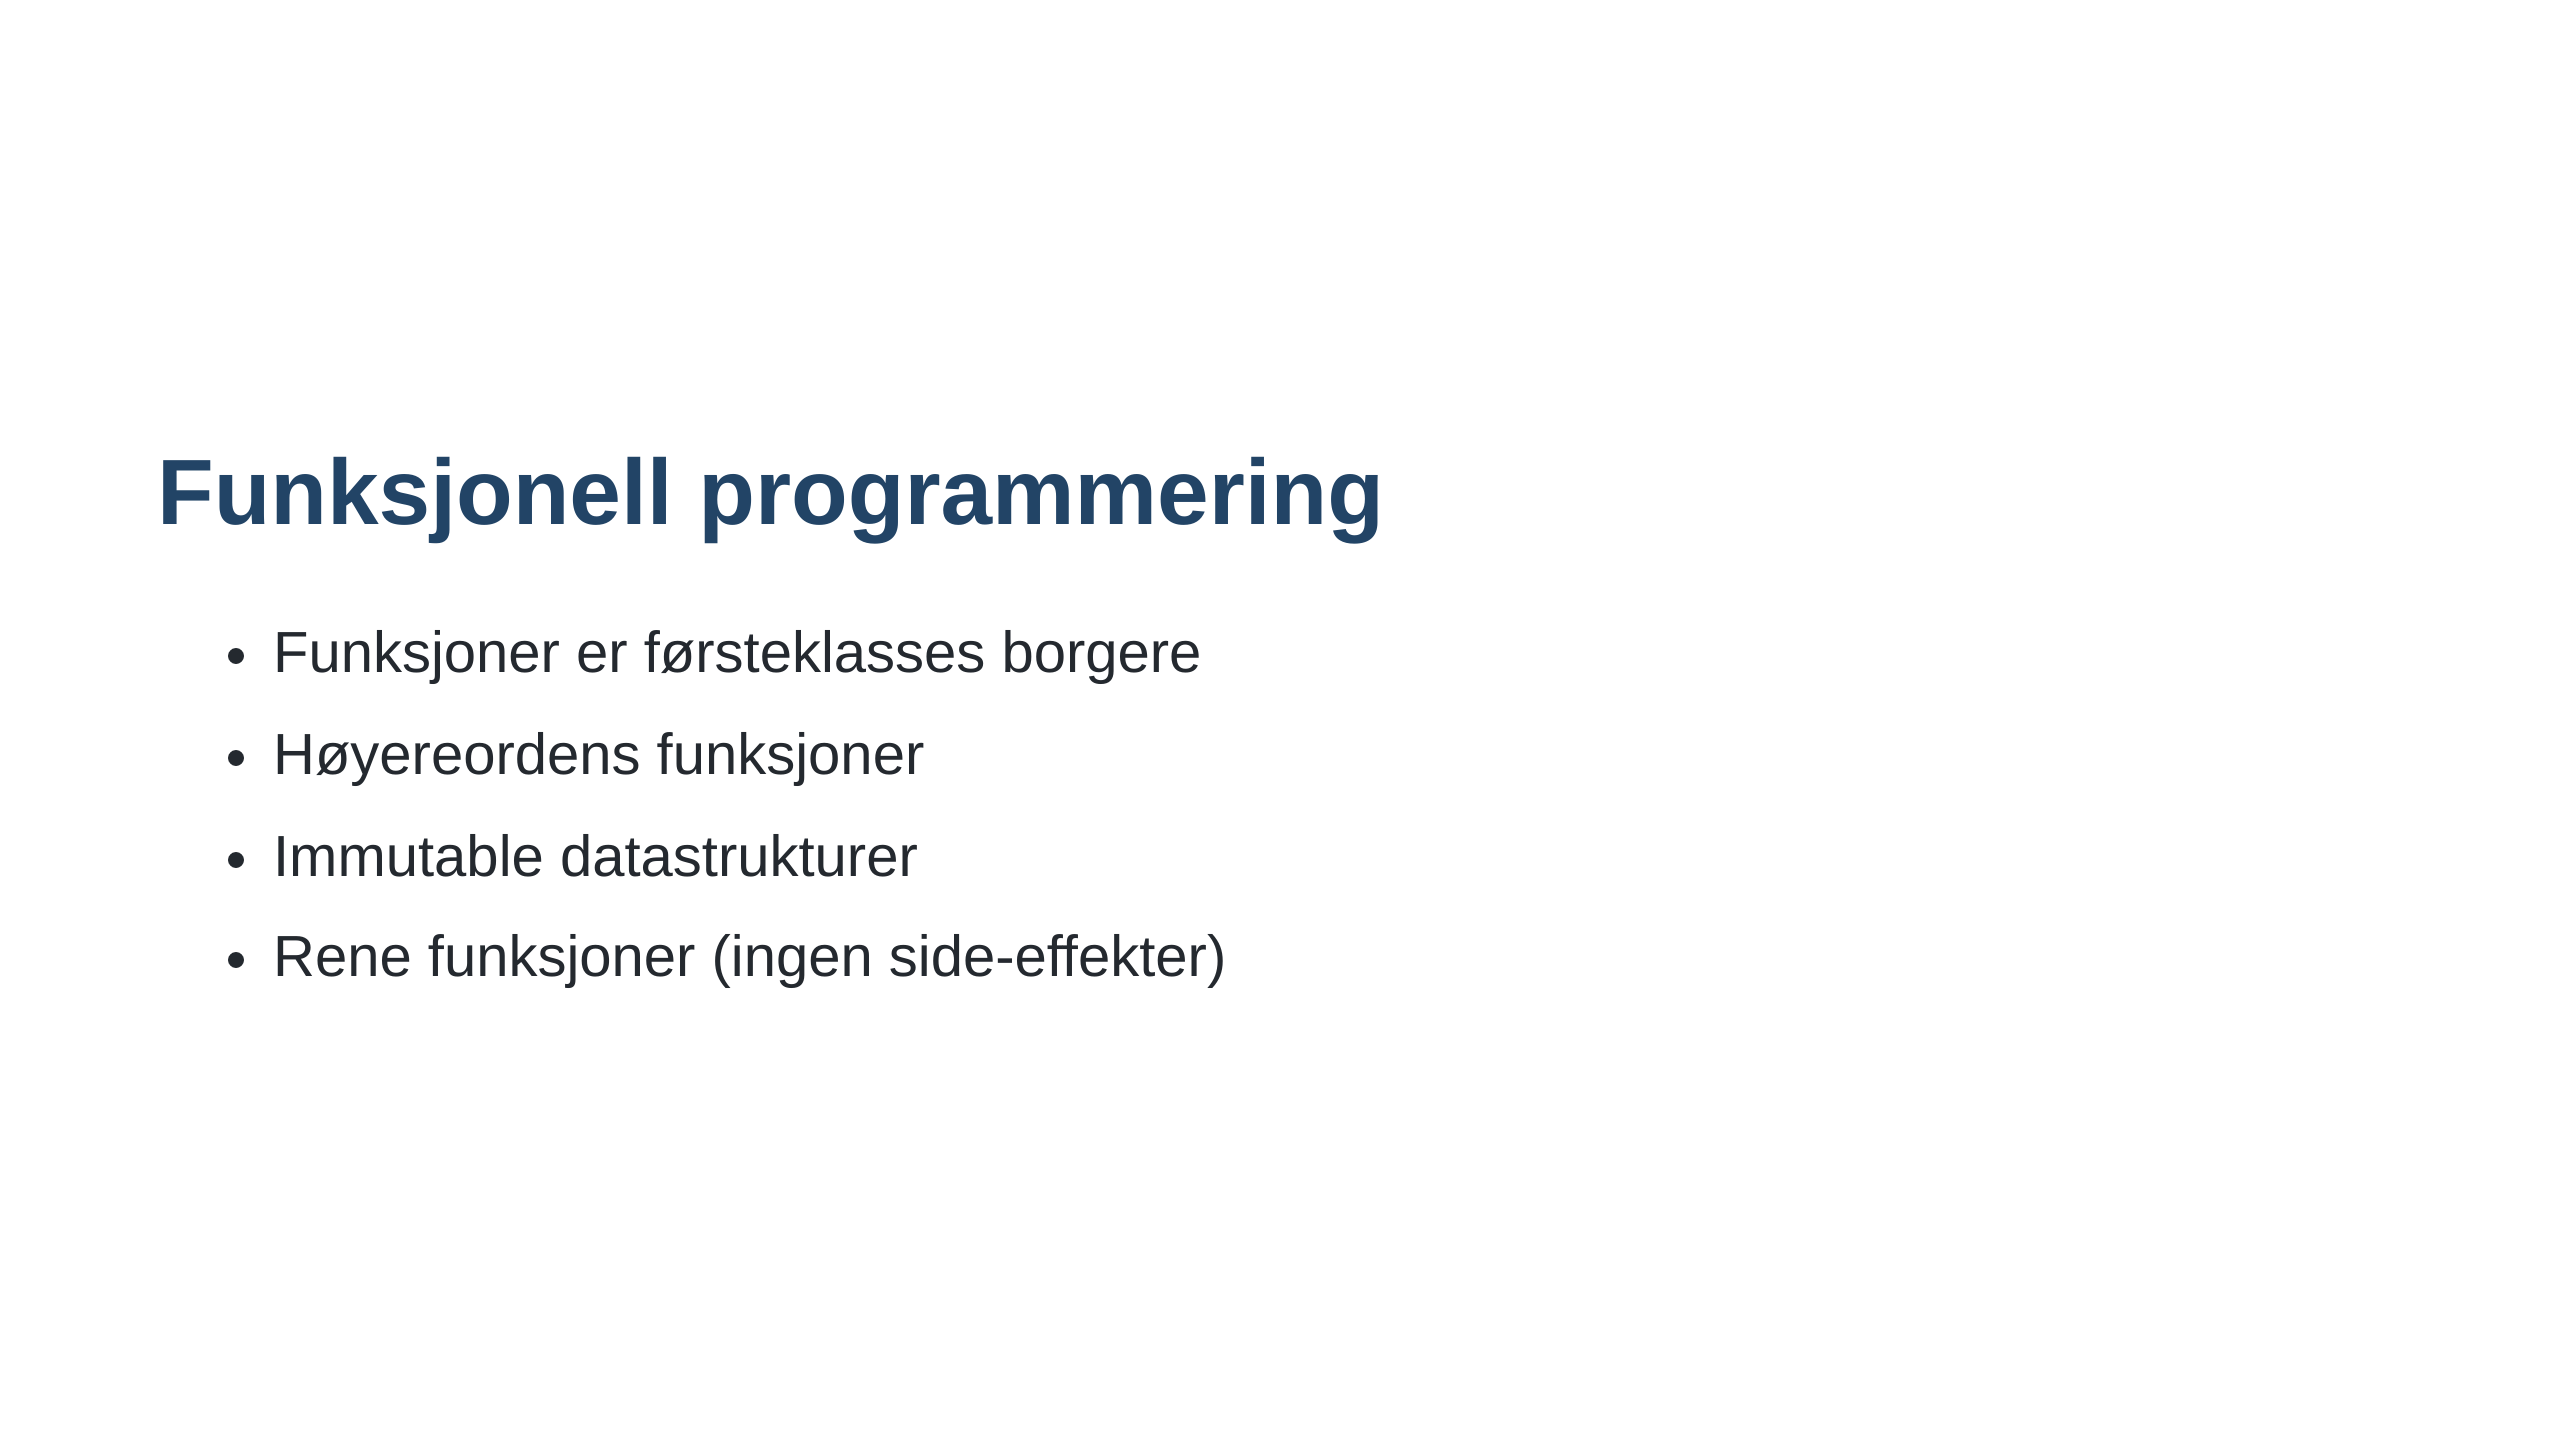 Funksjonell programmering
• Funksjoner er førsteklasses borgere
• Høyereordens funksjoner
• Immutable datastrukturer
• Rene funksjoner (ingen side-effekter)